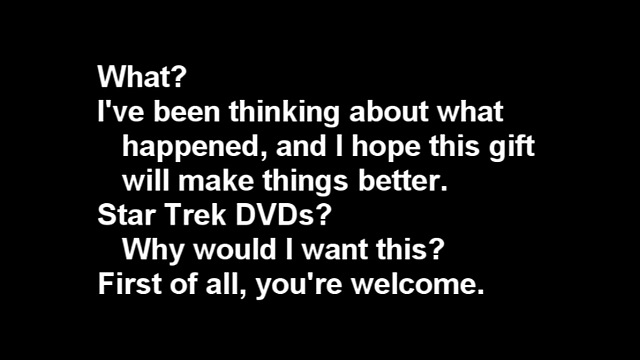 What?
I've been thinking about what
happened, and I hope this gift
will make things better.
Star Trek DVDs?
Why would I want this?
First of all, you're welcome.